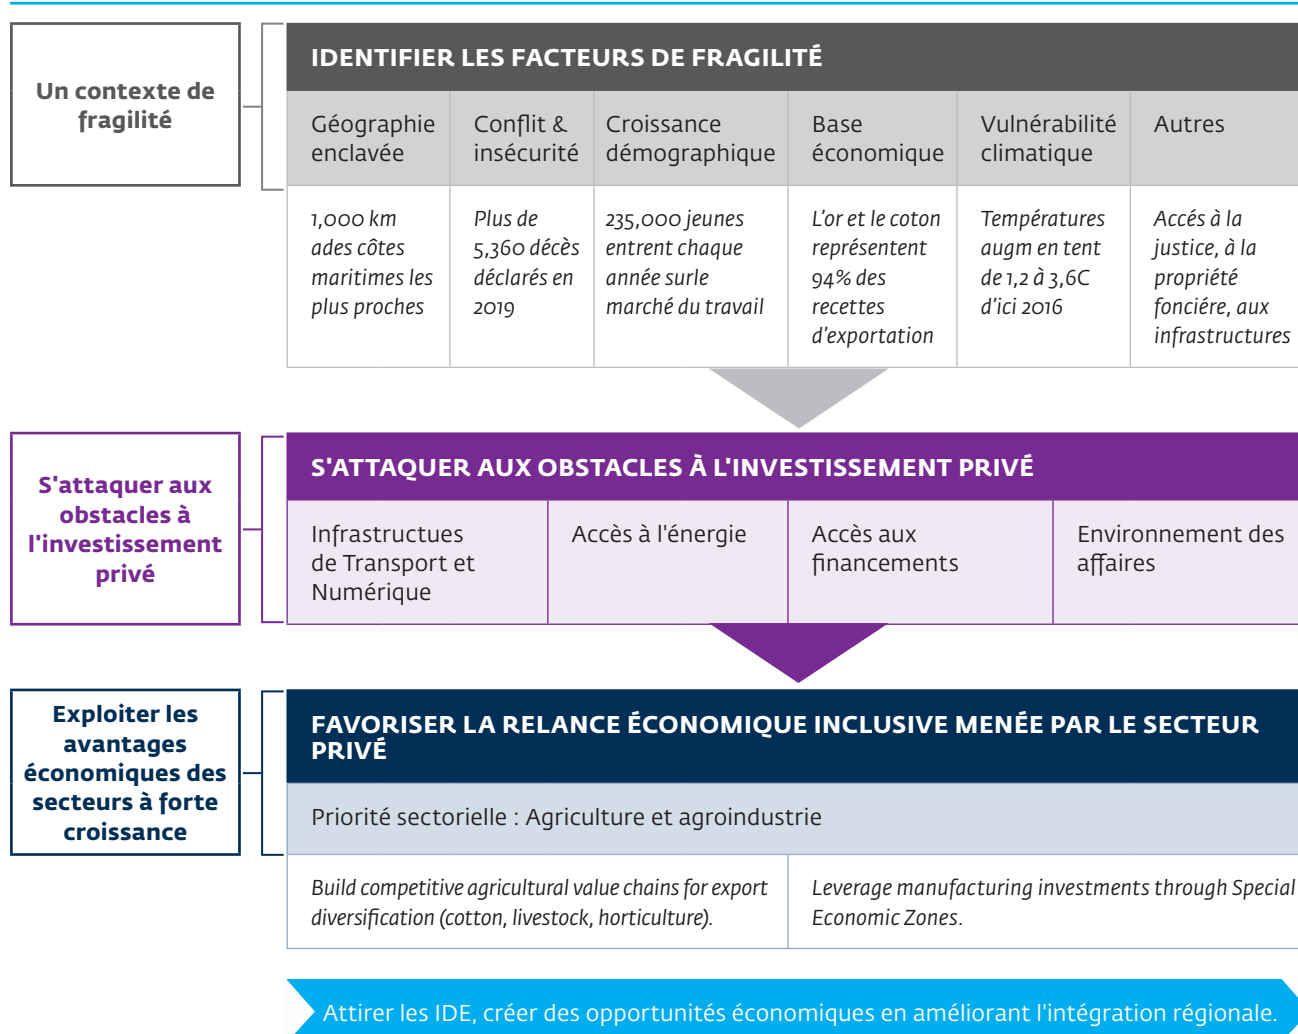 Un contexte de
fragilité
IDENTIFIER LES FACTEURS DE FRAGILITÉ
Géographie
enclavée
Conflit &
insécurité
Croissance
démographique
Base
économique
Vulnérabilité
climatique
Autres
1,000 km
ades côtes
maritimes les
plus proches
Plus de
5,360 décès
déclarés en
2019
235,000 jeunes
entrent chaque
année surle
marché du travail
L'or et le coton
représentent
94% des
recettes
d'exportation
Températures
augm en tent
de 1,2 à 3,6C
d'ici 2016
Accés à la
justice, à la
propriété
fonciére, aux
infrastructures
S'attaquer aux
obstacles à
l'investissement
privé
S'ATTAQUER AUX OBSTACLES À L'INVESTISSEMENT PRIVÉ
Infrastructues
de Transport et
Numérique
Accès à l'énergie
Accès aux
financements
Environnement des
affaires
Exploiter les
avantages
économiques des
secteurs à forte
croissance
FAVORISER LA RELANCE ÉCONOMIQUE INCLUSIVE MENÉE PAR LE SECTEUR
PRIVÉ
Priorité sectorielle : Agriculture et agroindustrie
Build competitive agricultural value chains for export
diversification (cotton, livestock, horticulture).
Leverage manufacturing investments through Special
Economic Zones.
Attirer les IDE, créer des opportunités économiques en améliorant l'intégration régionale.